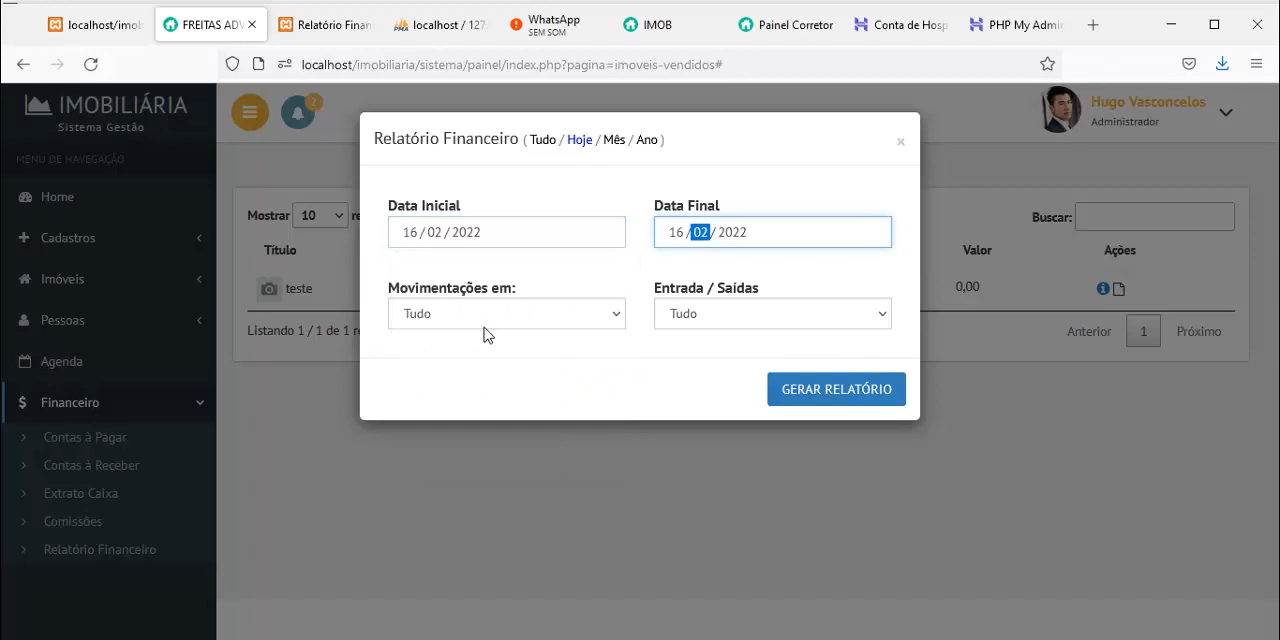 localhost/imob
FREITAS ADV
Relatório Finan
localhost / 127.
WhatsApp
SEM SOM
IMOB
Painel Corretor
Conta de Hosp
PHP My Admin
localhost/imobiliaria/sistema/painel/index.php?pagina=imoveis-vendidos#
IMOBILIÁRIA
Sistema Gestão
2
Hugo Vasconcelos
Administrador
MENU DE NAVEGAÇÃO
Home
Cadastros
Imóveis
Pessoas
Agenda
Financeiro
Contas à Pagar
Contas à Receber
Extrato Caixa
Comissões
Relatório Financeiro
Relatório Financeiro ( Tudo / Hoje / Mês / Ano )
×
Data Inicial
Data Final
16 / 02 / 2022
16 / 02 / 2022
Movimentações em:
Entrada / Saídas
Tudo
Tudo
GERAR RELATÓRIO
Mostrar 10 re
Buscar:
Título
Valor
Ações
teste
0,00
Listando 1 / 1 de 1 re
Anterior 1 Próximo